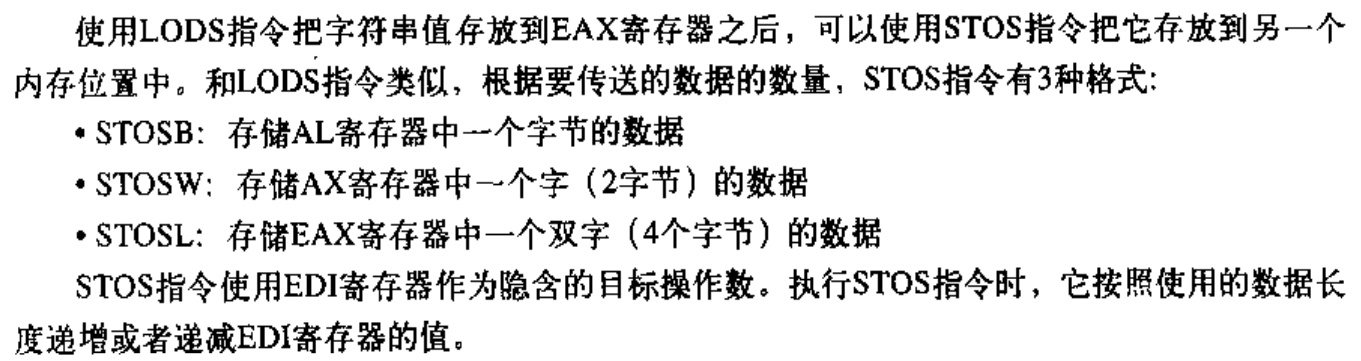 使用LODS指令把字符串值存放到EAX寄存器之后，可以使用STOS指令把它存放到另一个
内存位置中。和LODS指令类似，根据要传送的数据的数量，STOS指令有3种格式：
• STOSB：存储AL寄存器中一个字节的数据
• STOSW：存储AX寄存器中一个字（2字节）的数据
• STOSL：存储EAX寄存器中一个双字（4个字节）的数据
STOS指令使用EDI寄存器作为隐含的目标操作数。执行STOS指令时，它按照使用的数据长
度递增或者递减EDI寄存器的值。